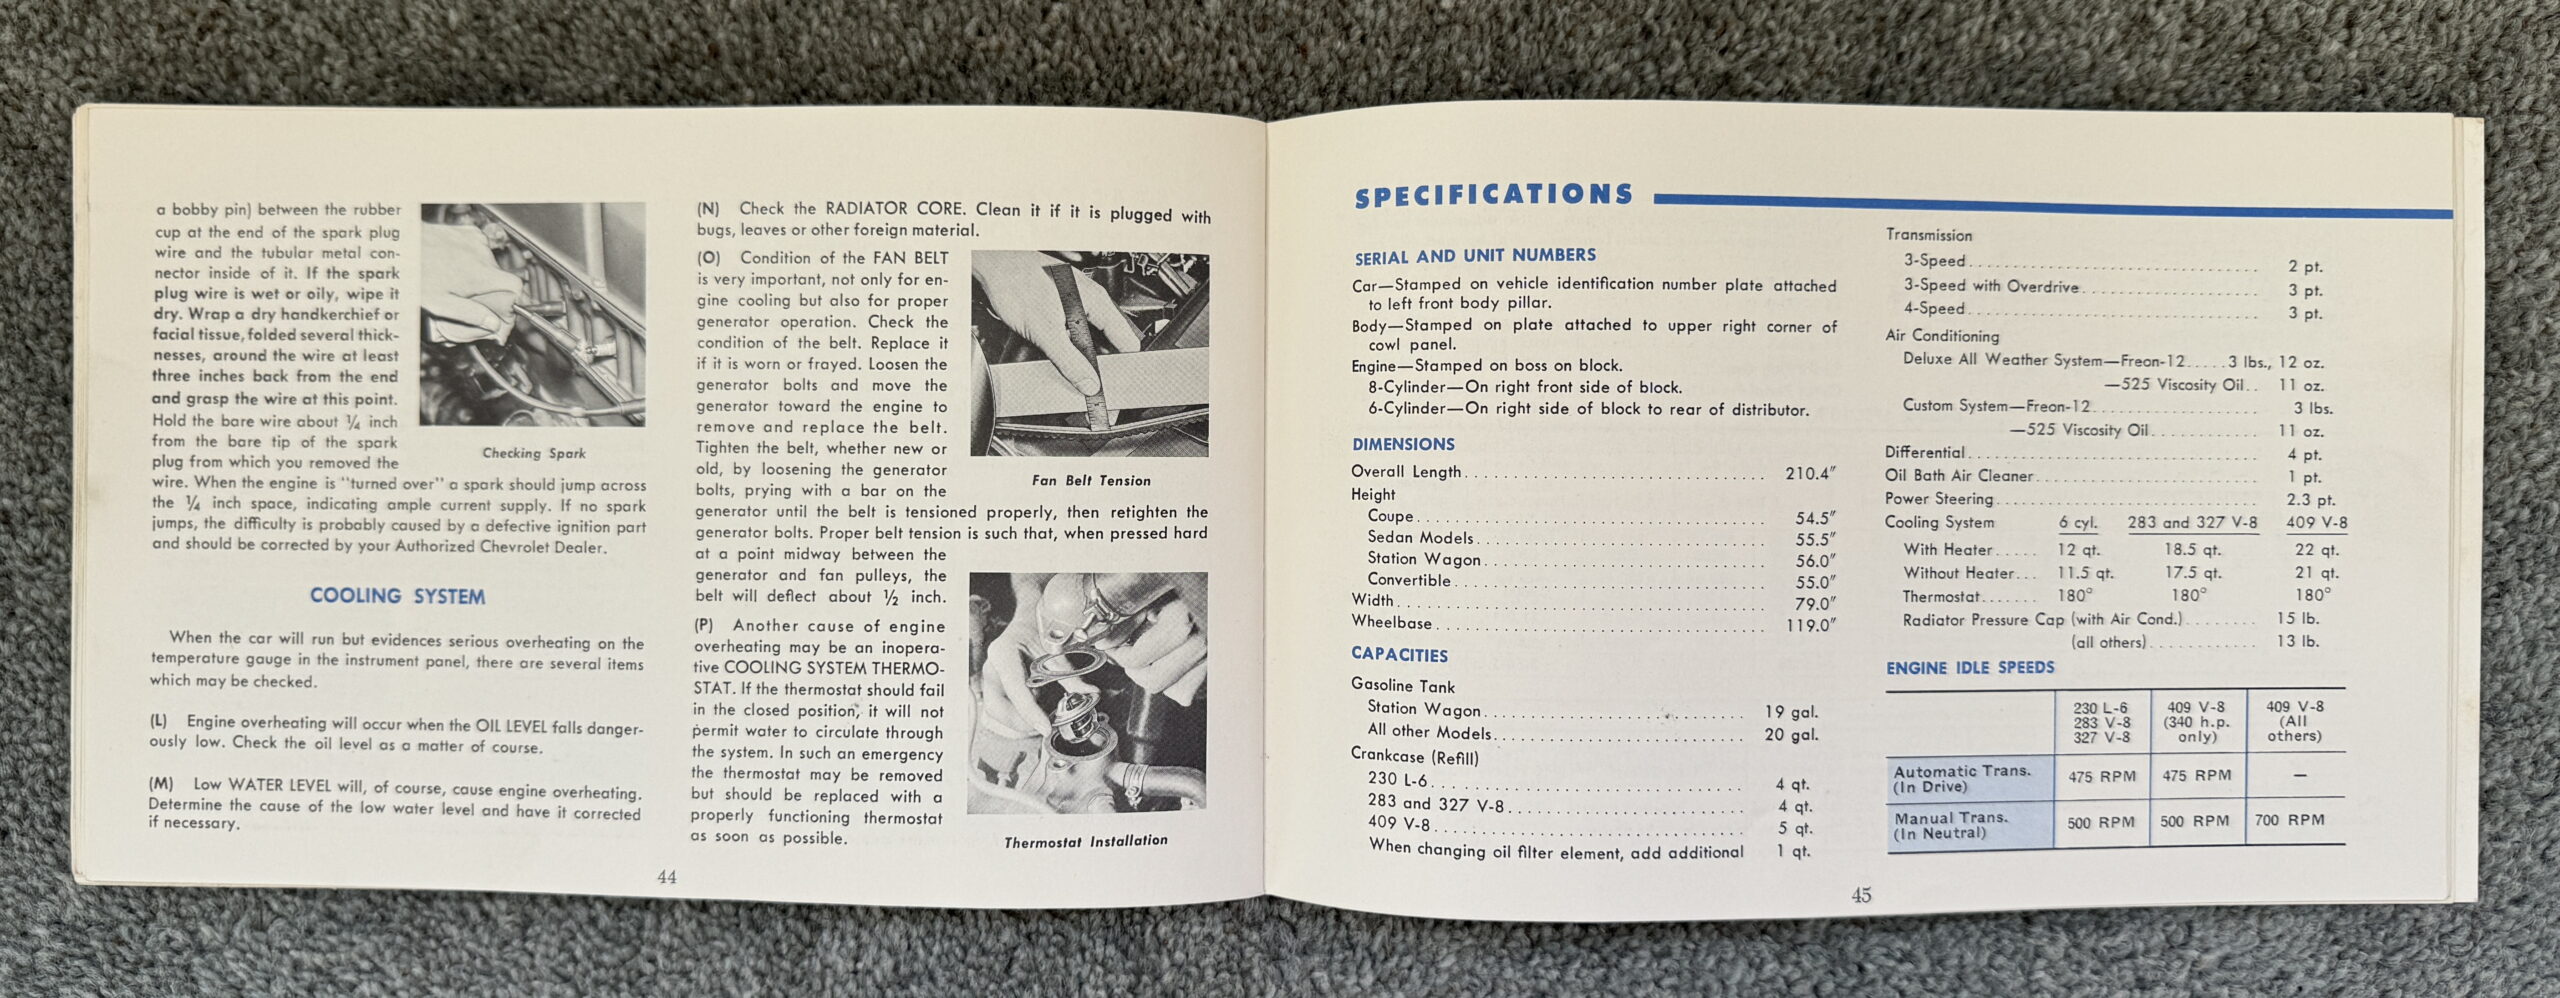 a bobby pin) between the rubber
cup at the end of the spark plug
wire and the tubular metal con-
nector inside of it. If the spark
plug wire is wet or oily, wipe it
dry. Wrap a dry handkerchief or
facial tissue, folded several thick-
nesses, around the wire at least
three inches back from the end
and grasp the wire at this point.
Hold the bare wire about ¼ inch
from the bare tip of the spark
plug from which you removed the
wire. When the engine is "turned over" a spark should jump across
the ¼ inch space, indicating ample current supply. If no spark
jumps, the difficulty is probably caused by a defective ignition part
and should be corrected by your Authorized Chevrolet Dealer.
Checking Spark
COOLING SYSTEM
When the car will run but evidences serious overheating on the
temperature gauge in the instrument panel, there are several items
which may be checked.
(L) Engine overheating will occur when the OIL LEVEL falls danger-
ously low. Check the oil level as a matter of course.
(M) Low WATER LEVEL will, of course, cause engine overheating.
Determine the cause of the low water level and have it corrected
if necessary.
(N) Check the RADIATOR CORE. Clean it if it is plugged with
bugs, leaves or other foreign material.
(O) Condition of the FAN BELT
is very important, not only for en-
gine cooling but also for proper
generator operation. Check the
condition of the belt. Replace it
if it is worn or frayed. Loosen the
generator bolts and move the
generator toward the engine to
remove and replace the belt.
Tighten the belt, whether new or
old, by loosening the generator
bolts, prying with a bar on the
generator until the belt is tensioned properly, then retighten the
generator bolts. Proper belt tension is such that, when pressed hard
at a point midway between the
generator and fan pulleys, the
belt will deflect about ½ inch.
Fan Belt Tension
(P) Another cause of engine
overheating may be an inopera-
tive COOLING SYSTEM THERMO-
STAT. If the thermostat should fail
in the closed position, it will not
permit water to circulate through
the system. In such an emergency
the thermostat may be removed
but should be replaced with a
properly functioning thermostat
as soon as possible.
Thermostat Installation
44
SPECIFICATIONS
SERIAL AND UNIT NUMBERS
Car—Stamped on vehicle identification number plate attached
to left front body pillar.
Body—Stamped on plate attached to upper right corner of
cowl panel.
Engine—Stamped on boss on block.
8-Cylinder—On right front side of block.
6-Cylinder—On right side of block to rear of distributor.
DIMENSIONS
Overall Length 210.4"
Height
Coupe 54.5"
Sedan Models 55.5"
Station Wagon 56.0"
Convertible 55.0"
Width 79.0"
Wheelbase 119.0"
CAPACITIES
Gasoline Tank
Station Wagon 19 gal.
All other Models 20 gal.
Crankcase (Refill)
230 L-6 4 qt.
283 and 327 V-8 4 qt.
409 V-8 5 qt.
When changing oil filter element, add additional 1 qt.
Transmission
3-Speed 2 pt.
3-Speed with Overdrive 3 pt.
4-Speed 3 pt.
Air Conditioning
Deluxe All Weather System—Freon-12 3 lbs., 12 oz.
—525 Viscosity Oil 11 oz.
Custom System—Freon-12 3 lbs.
—525 Viscosity Oil 11 oz.
Differential 4 pt.
Oil Bath Air Cleaner 1 pt.
Power Steering 2.3 pt.
Cooling System 6 cyl. 283 and 327 V-8 409 V-8
With Heater 12 qt. 18.5 qt. 22 qt.
Without Heater 11.5 qt. 17.5 qt. 21 qt.
Thermostat 180° 180° 180°
Radiator Pressure Cap (with Air Cond.) 15 lb.
(all others) 13 lb.
ENGINE IDLE SPEEDS
230 L-6 409 V-8 409 V-8
283 V-8 (340 h.p. (All
327 V-8 only) others)
Automatic Trans. 475 RPM 475 RPM —
(In Drive)
Manual Trans. 500 RPM 500 RPM 700 RPM
(In Neutral)
45